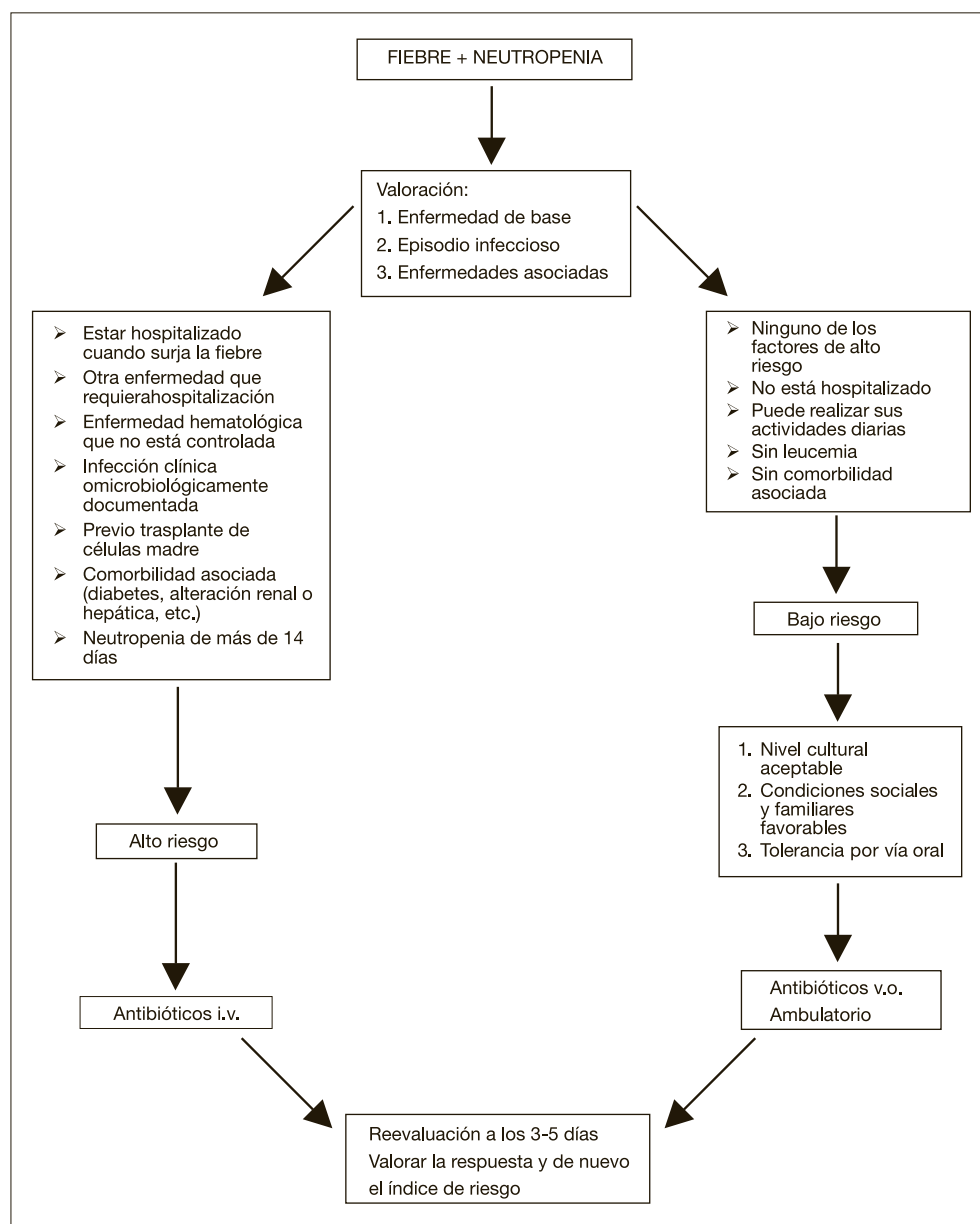 FIEBRE + NEUTROPENIA
Valoración:
1. Enfermedad de base
2. Episodio infeccioso
3. Enfermedades asociadas
➢ Estar hospitalizado
cuando surja la fiebre
➢ Otra enfermedad que
requierahospitalización
➢ Enfermedad hematológica
que no está controlada
➢ Infección clínica
omicrobiológicamente
documentada
➢ Previo trasplante de
células madre
➢ Comorbilidad asociada
(diabetes, alteración renal o
hepática, etc.)
➢ Neutropenia de más de 14
días
Alto riesgo
Antibióticos i.v.
➢ Ninguno de los
factores de alto
riesgo
➢ No está hospitalizado
➢ Puede realizar sus
actividades diarias
➢ Sin leucemia
➢ Sin comorbilidad
asociada
Bajo riesgo
1. Nivel cultural
aceptable
2. Condiciones sociales
y familiares
favorables
3. Tolerancia por vía oral
Antibióticos v.o.
Ambulatorio
Reevaluación a los 3-5 días
Valorar la respuesta y de nuevo
el índice de riesgo